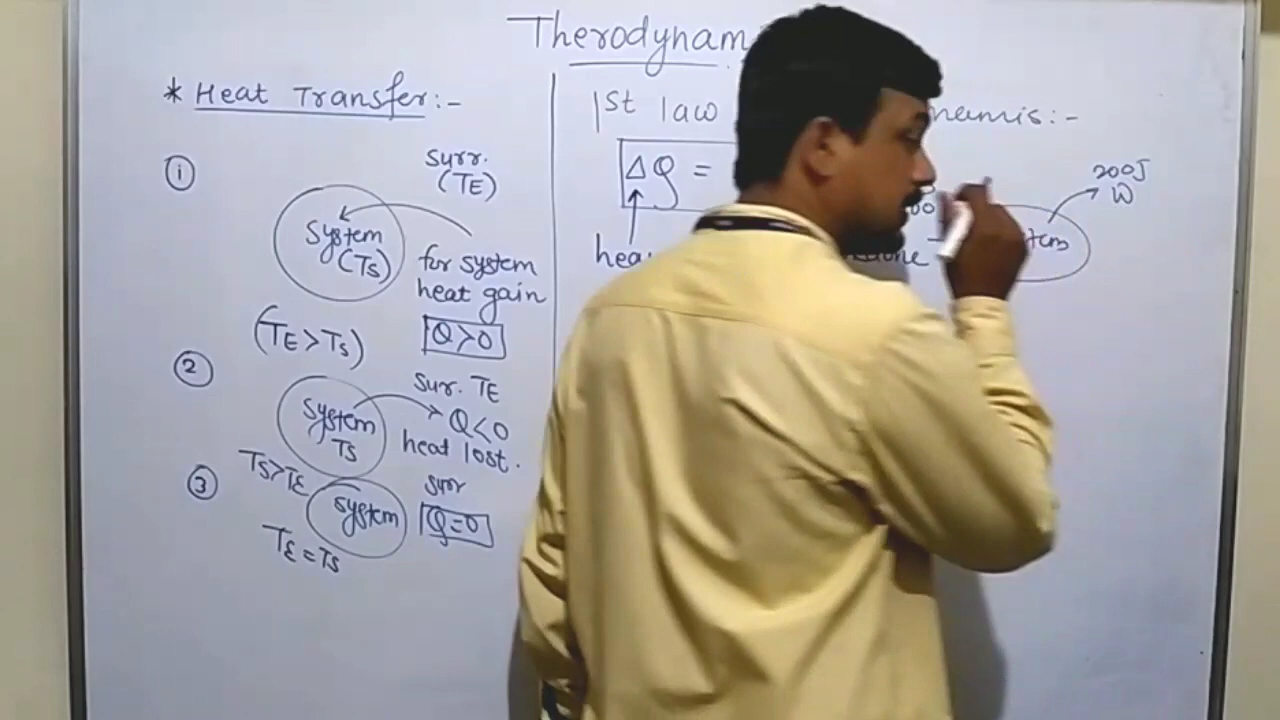 Therodynam
* Heat Transfer:-
①
surr.
(TE)
System
(Ts)
for system
heat gain
Q>0
(TE>Ts)
②
Sur. TE
System
Ts
Q<0
heat lost.
Ts>TE
③
surr
system
Q=0
TE=Ts
1st law
namis:-
ΔQ =
200J
W